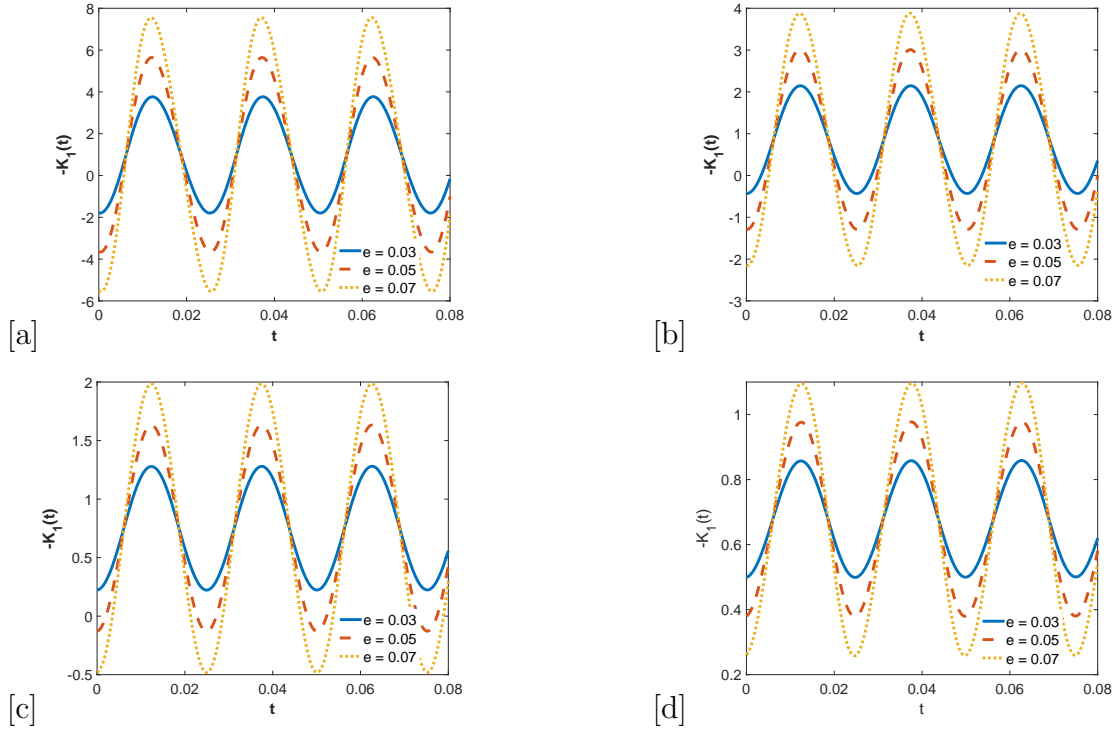 8
6
4
2
0
-2
-4
-6
-K1(t)
0 0.02 0.04 0.06 0.08
t
e = 0.03
e = 0.05
e = 0.07
[a]
4
3
2
1
0
-1
-2
-3
-K1(t)
0 0.02 0.04 0.06 0.08
t
e = 0.03
e = 0.05
e = 0.07
[b]
2
1.5
1
0.5
0
-0.5
-K1(t)
0 0.02 0.04 0.06 0.08
t
e = 0.03
e = 0.05
e = 0.07
[c]
1
0.8
0.6
0.4
0.2
-K1(t)
0 0.02 0.04 0.06 0.08
t
e = 0.03
e = 0.05
e = 0.07
[d]